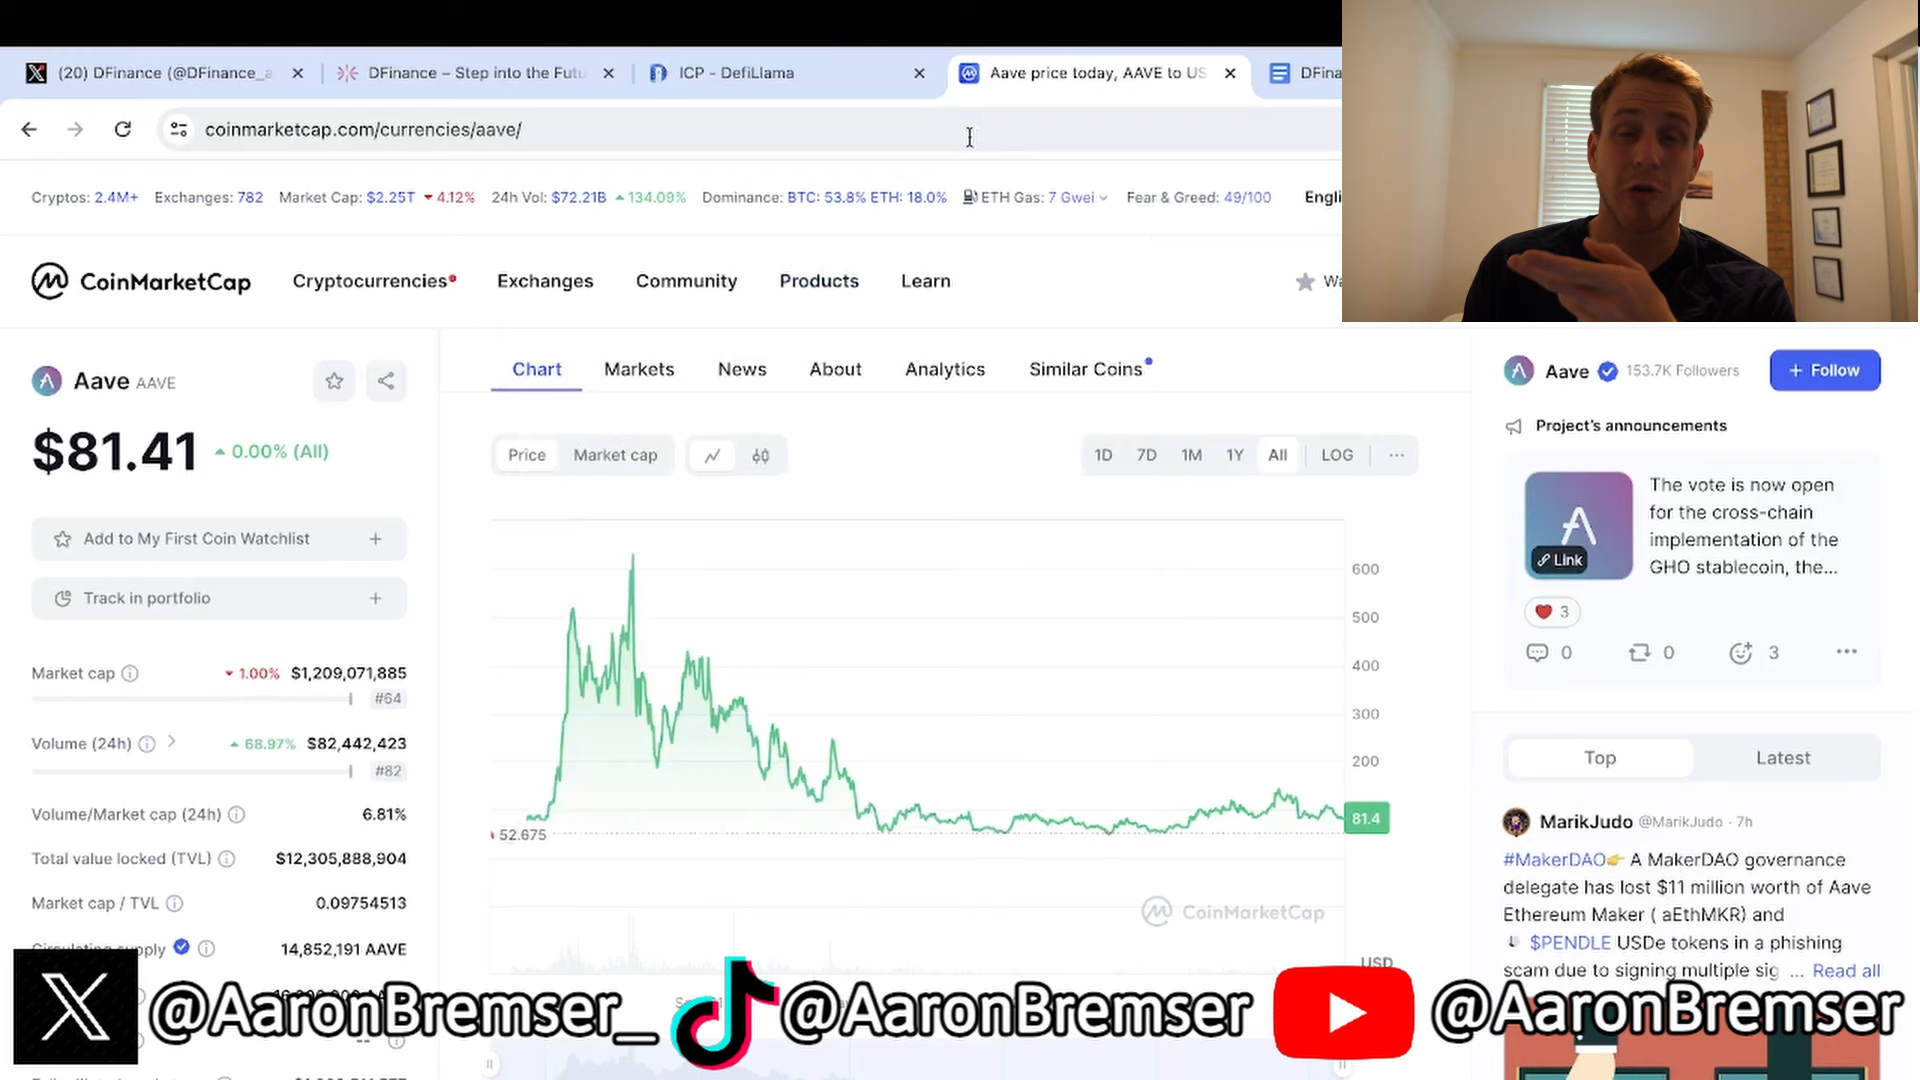 (20) DFinance (@DFinance_a
DFinance – Step into the Futu
ICP - DefiLlama
Aave price today, AAVE to US
DFina
coinmarketcap.com/currencies/aave/
Cryptos: 2.4M+ Exchanges: 782 Market Cap: $2.25T 4.12% 24h Vol: $72.21B 134.09% Dominance: BTC: 53.8% ETH: 18.0% ETH Gas: 7 Gwei Fear & Greed: 49/100 Engli
CoinMarketCap
Cryptocurrencies Exchanges Community Products Learn
Wa
Aave AAVE
$81.41 0.00% (All)
Add to My First Coin Watchlist +
Track in portfolio +
Market cap 1.00% $1,209,071,885
#64
Volume (24h) 68.97% $82,442,423
#82
Volume/Market cap (24h) 6.81%
Total value locked (TVL) $12,305,888,904
Market cap / TVL 0.09754513
Circulating supply 14,852,191 AAVE
Chart Markets News About Analytics Similar Coins
Price Market cap
1D 7D 1M 1Y All LOG ...
600
500
400
300
200
81.4
52.675
CoinMarketCap
USD
Aave 153.7K Followers
+ Follow
Project's announcements
The vote is now open
for the cross-chain
implementation of the
GHO stablecoin, the...
Link
3
0 0 3 ...
Top Latest
MarikJudo @MarikJudo · 7h
#MakerDAO👉 A MakerDAO governance
delegate has lost $11 million worth of Aave
Ethereum Maker ( aEthMKR) and
$PENDLE USDe tokens in a phishing
scam due to signing multiple sig ... Read all
@AaronBremser_ @AaronBremser @AaronBremser